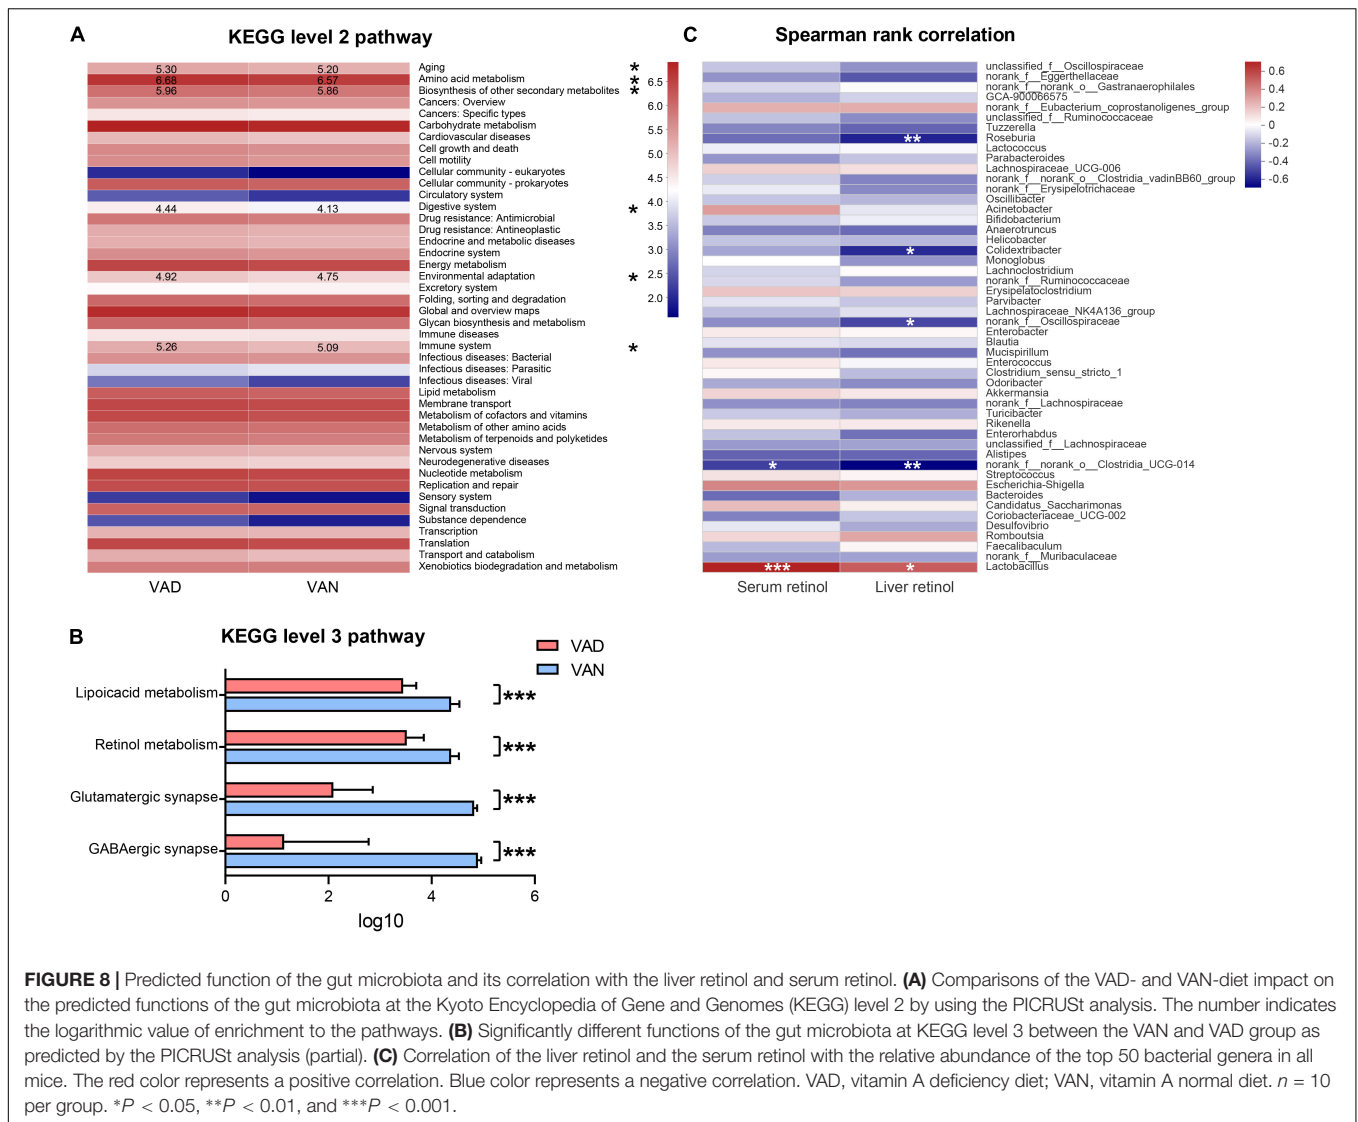 A
KEGG level 2 pathway
5.30 5.20 Aging *
6.68 6.57 Amino acid metabolism *
5.96 5.86 Biosynthesis of other secondary metabolites *
Cancers: Overview
Cancers: Specific types
Carbohydrate metabolism
Cardiovascular diseases
Cell growth and death
Cell motility
Cellular community - eukaryotes
Cellular community - prokaryotes
Circulatory system
4.44 4.13 Digestive system *
Drug resistance: Antimicrobial
Drug resistance: Antineoplastic
Endocrine and metabolic diseases
Endocrine system
Energy metabolism
4.92 4.75 Environmental adaptation *
Excretory system
Folding, sorting and degradation
Global and overview maps
Glycan biosynthesis and metabolism
Immune diseases
5.26 5.09 Immune system *
Infectious diseases: Bacterial
Infectious diseases: Parasitic
Infectious diseases: Viral
Lipid metabolism
Membrane transport
Metabolism of cofactors and vitamins
Metabolism of other amino acids
Metabolism of terpenoids and polyketides
Nervous system
Neurodegenerative diseases
Nucleotide metabolism
Replication and repair
Sensory system
Signal transduction
Substance dependence
Transcription
Translation
Transport and catabolism
Xenobiotics biodegradation and metabolism
VAD VAN
6.5
6.0
5.5
5.0
4.5
4.0
3.5
3.0
2.5
2.0
C
Spearman rank correlation
unclassified_f__Oscillospiraceae
norank_f__Eggerthellaceae
norank_f__norank_o__Gastranaerophilales
GCA-900066575
norank_f__Eubacterium_coprostanoligenes_group
unclassified_f__Ruminococcaceae
Tuzzerella
** Roseburia
Lactococcus
Parabacteroides
Lachnospiraceae_UCG-006
norank_f__norank_o__Clostridia_vadinBB60_group
norank_f__Erysipelotrichaceae
Oscillibacter
Acinetobacter
Bifidobacterium
Anaerotruncus
Helicobacter
* Colidextribacter
Monoglobus
Lachnoclostridium
norank_f__Ruminococcaceae
Erysipelatoclostridium
Parvibacter
Lachnospiraceae_NK4A136_group
* norank_f__Oscillospiraceae
Enterobacter
Blautia
Mucispirillum
Enterococcus
Clostridium_sensu_stricto_1
Odoribacter
Akkermansia
norank_f__Lachnospiraceae
Turicibacter
Rikenella
Enterorhabdus
unclassified_f__Lachnospiraceae
Alistipes
* ** norank_f__norank_o__Clostridia_UCG-014
Streptococcus
Escherichia-Shigella
Bacteroides
Candidatus_Saccharimonas
Coriobacteriaceae_UCG-002
Desulfovibrio
Romboutsia
Faecalibaculum
norank_f__Muribaculaceae
*** * Lactobacillus
Serum retinol Liver retinol
0.6
0.4
0.2
0
-0.2
-0.4
-0.6
B
KEGG level 3 pathway
VAD
VAN
Lipoicacid metabolism ***
Retinol metabolism ***
Glutamatergic synapse ***
GABAergic synapse ***
0 2 4 6
log10
FIGURE 8 | Predicted function of the gut microbiota and its correlation with the liver retinol and serum retinol. (A) Comparisons of the VAD- and VAN-diet impact on
the predicted functions of the gut microbiota at the Kyoto Encyclopedia of Gene and Genomes (KEGG) level 2 by using the PICRUSt analysis. The number indicates
the logarithmic value of enrichment to the pathways. (B) Significantly different functions of the gut microbiota at KEGG level 3 between the VAN and VAD group as
predicted by the PICRUSt analysis (partial). (C) Correlation of the liver retinol and the serum retinol with the relative abundance of the top 50 bacterial genera in all
mice. The red color represents a positive correlation. Blue color represents a negative correlation. VAD, vitamin A deficiency diet; VAN, vitamin A normal diet. n = 10
per group. *P < 0.05, **P < 0.01, and ***P < 0.001.